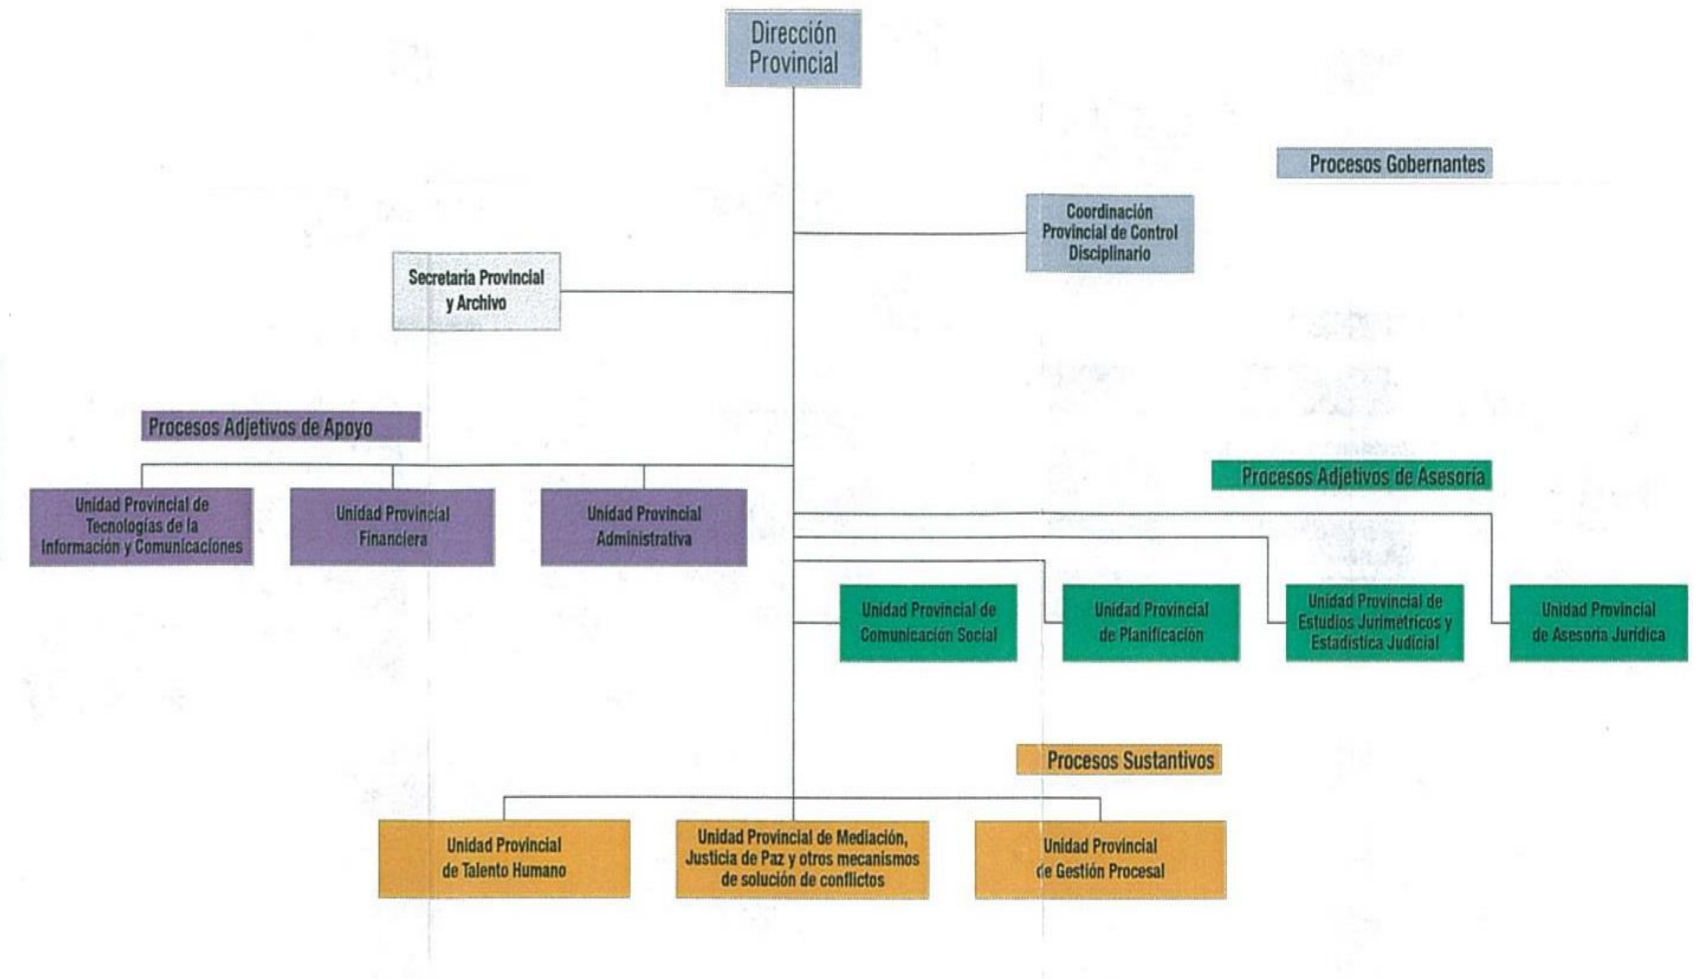 Dirección
Provincial
Procesos Gobernantes
Coordinación
Provincial de Control
Disciplinario
Secretaría Provincial
y Archivo
Procesos Adjetivos de Apoyo
Unidad Provincial de
Tecnologías de la
Información y Comunicaciones
Unidad Provincial
Financiera
Unidad Provincial
Administrativa
Procesos Adjetivos de Asesoría
Unidad Provincial de
Comunicación Social
Unidad Provincial
de Planificación
Unidad Provincial de
Estudios Jurimétricos y
Estadística Judicial
Unidad Provincial
de Asesoría Jurídica
Procesos Sustantivos
Unidad Provincial
de Talento Humano
Unidad Provincial de Mediación,
Justicia de Paz y otros mecanismos
de solución de conflictos
Unidad Provincial
de Gestión Procesal